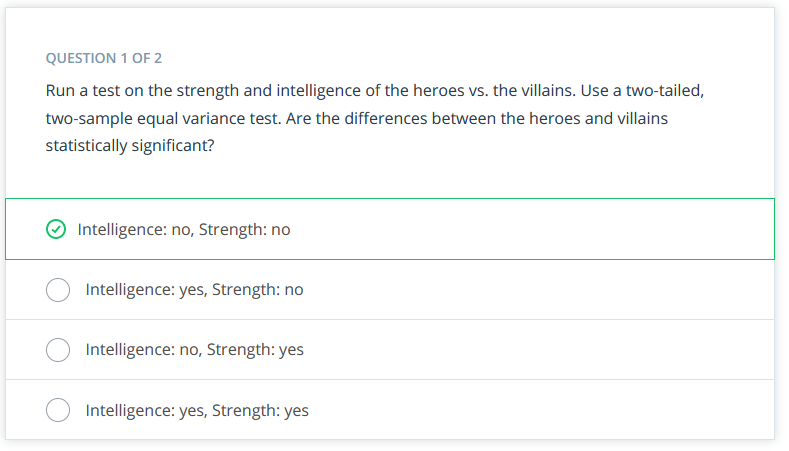 QUESTION 1 OF 2
Run a test on the strength and intelligence of the heroes vs. the villains. Use a two-tailed,
two-sample equal variance test. Are the differences between the heroes and villains
statistically significant?
Intelligence: no, Strength: no
Intelligence: yes, Strength: no
Intelligence: no, Strength: yes
Intelligence: yes, Strength: yes